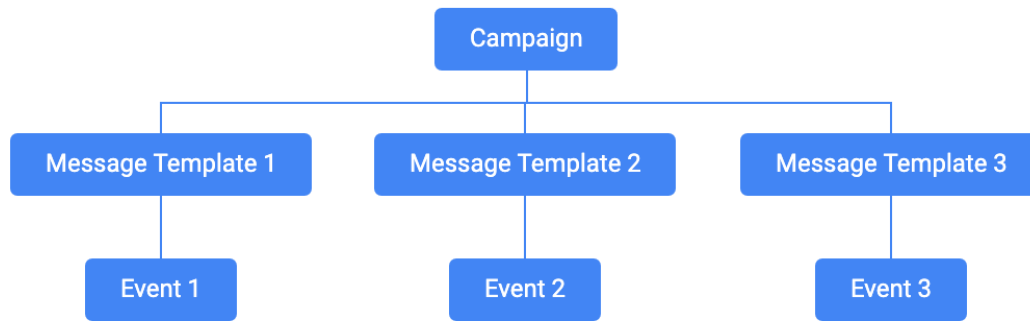 Campaign
Message Template 1
Message Template 2
Message Template 3
Event 1
Event 2
Event 3